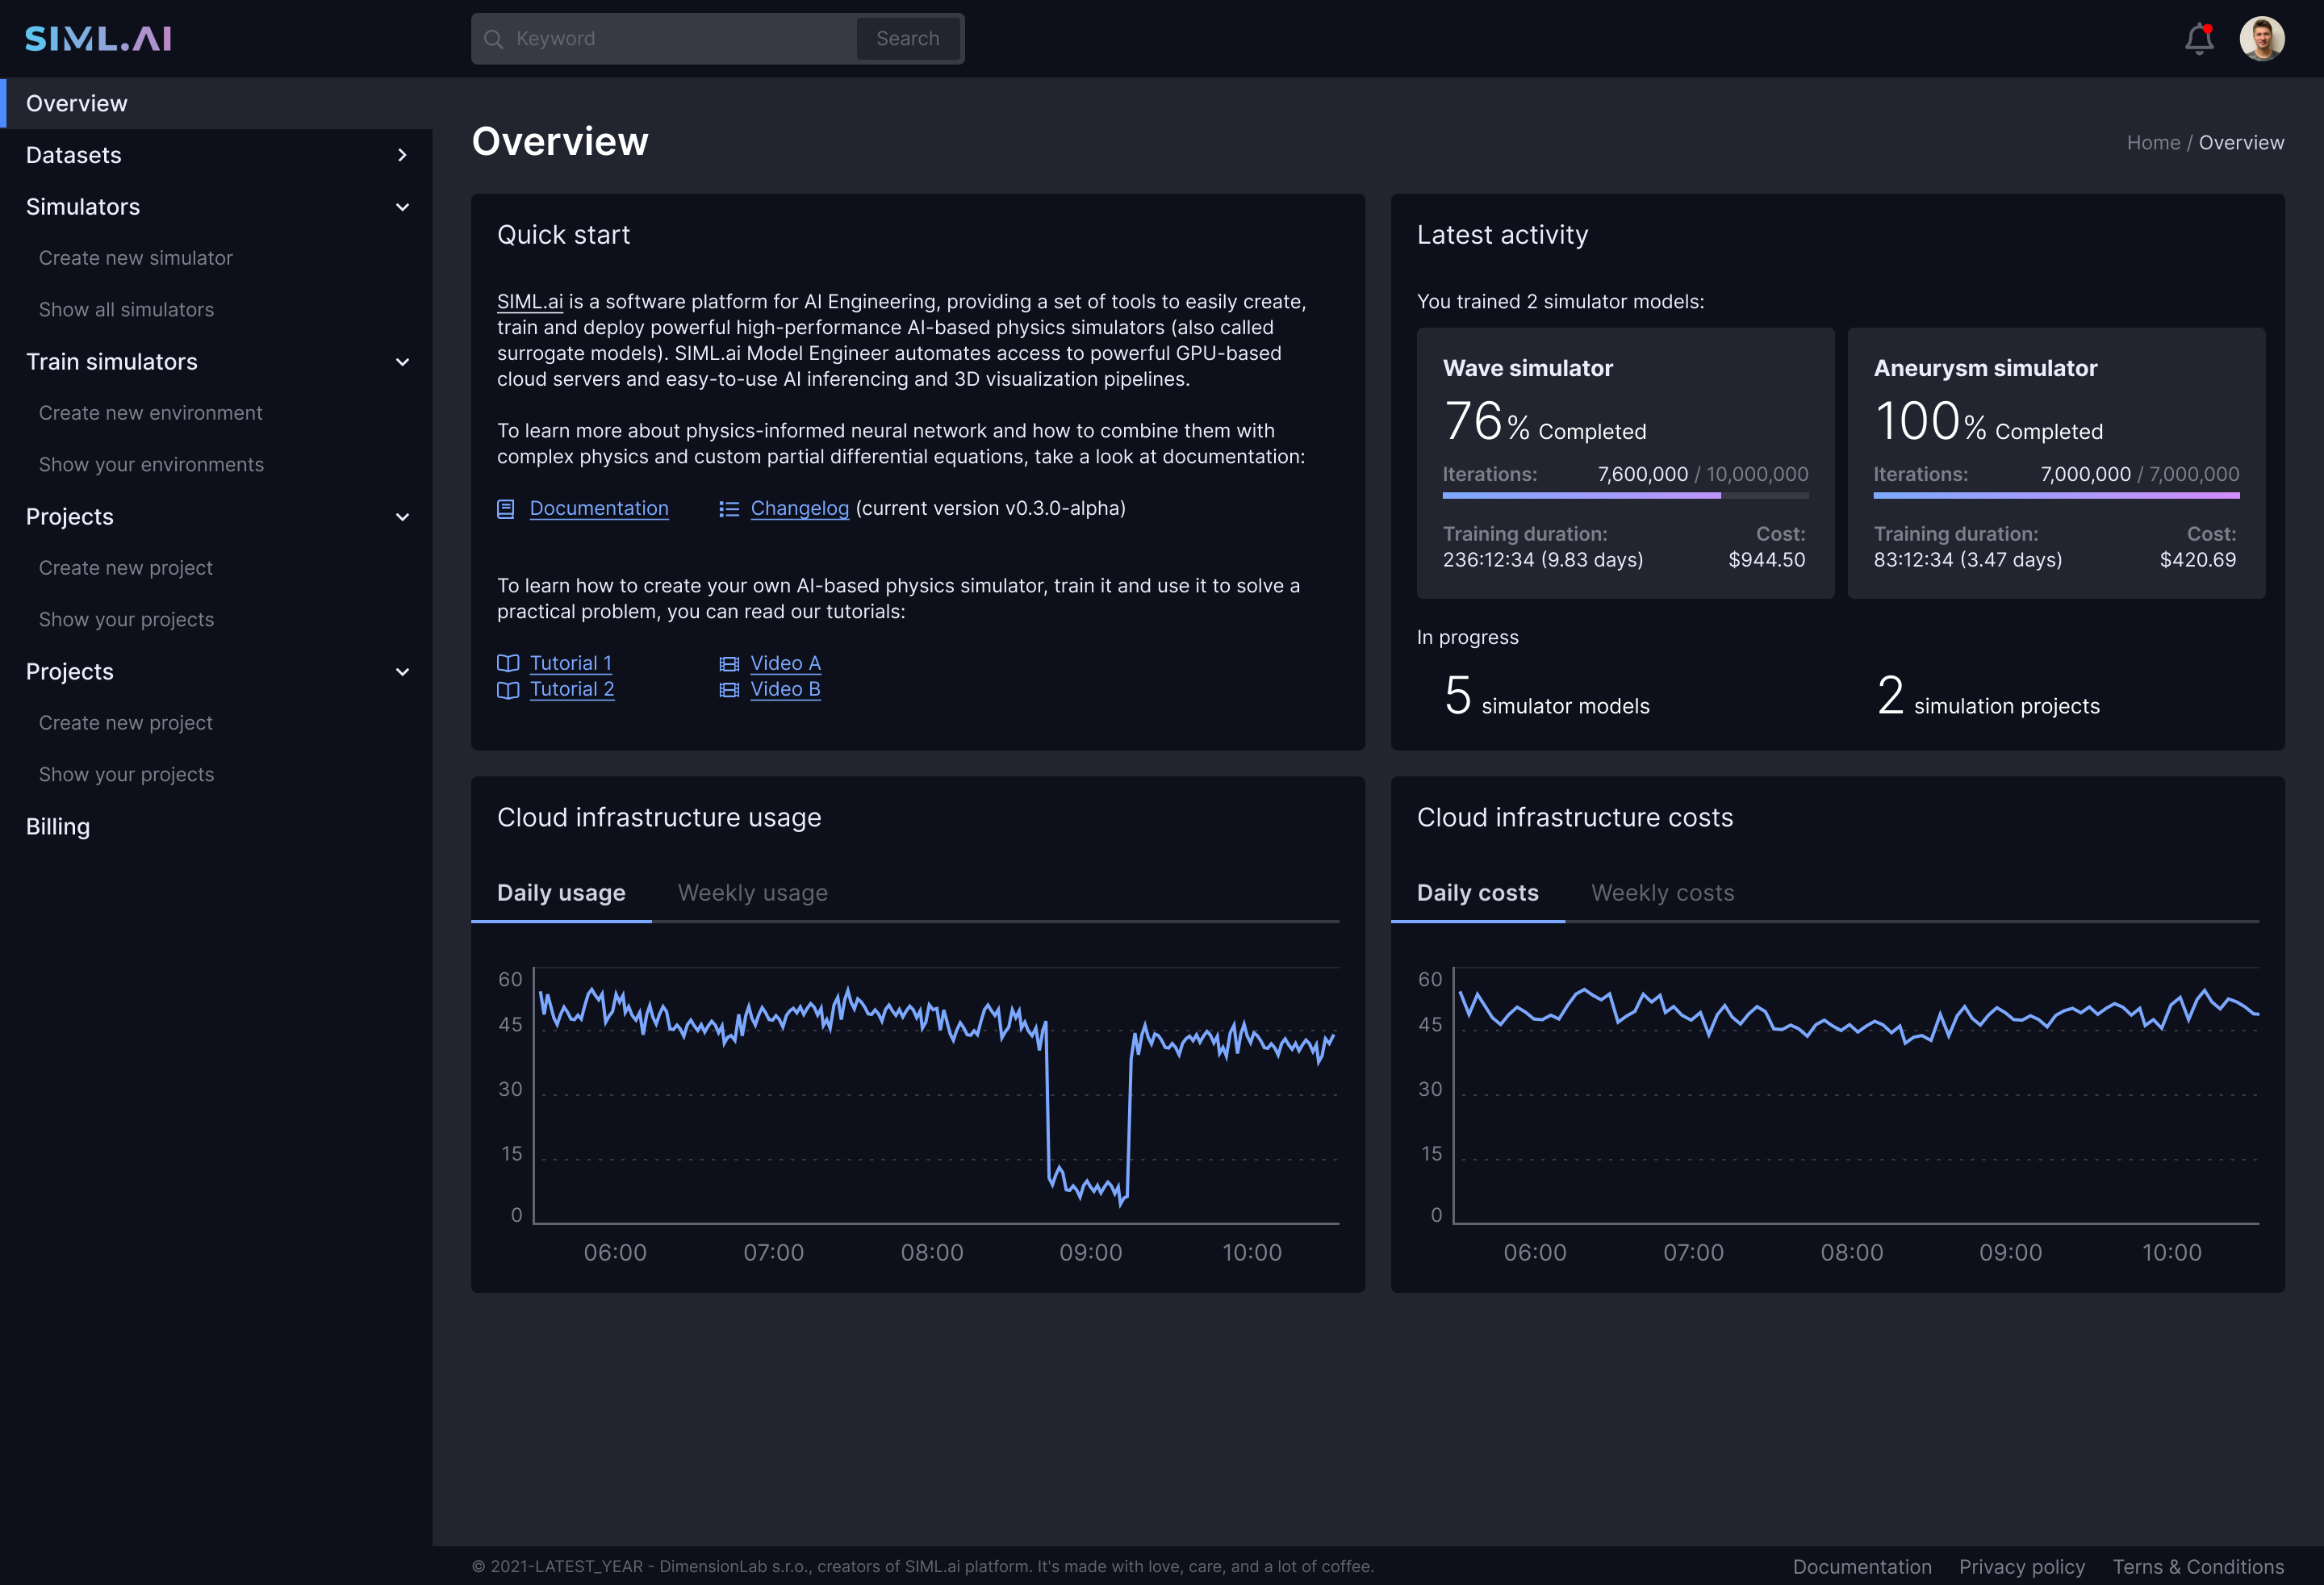 SIML.AI
Keyword
Search
Overview
Datasets
Simulators
Create new simulator
Show all simulators
Train simulators
Create new environment
Show your environments
Projects
Create new project
Show your projects
Projects
Create new project
Show your projects
Billing
Overview
Home / Overview
Quick start
SIML.ai is a software platform for AI Engineering, providing a set of tools to easily create,
train and deploy powerful high-performance AI-based physics simulators (also called
surrogate models). SIML.ai Model Engineer automates access to powerful GPU-based
cloud servers and easy-to-use AI inferencing and 3D visualization pipelines.
To learn more about physics-informed neural network and how to combine them with
complex physics and custom partial differential equations, take a look at documentation:
Documentation
Changelog (current version v0.3.0-alpha)
To learn how to create your own AI-based physics simulator, train it and use it to solve a
practical problem, you can read our tutorials:
Tutorial 1
Video A
Tutorial 2
Video B
Latest activity
You trained 2 simulator models:
Wave simulator
76% Completed
Iterations: 7,600,000 / 10,000,000
Training duration: Cost:
236:12:34 (9.83 days) $944.50
Aneurysm simulator
100% Completed
Iterations: 7,000,000 / 7,000,000
Training duration: Cost:
83:12:34 (3.47 days) $420.69
In progress
5 simulator models
2 simulation projects
Cloud infrastructure usage
Daily usage
Weekly usage
60
45
30
15
0
06:00 07:00 08:00 09:00 10:00
Cloud infrastructure costs
Daily costs
Weekly costs
60
45
30
15
0
06:00 07:00 08:00 09:00 10:00
© 2021-LATEST_YEAR - DimensionLab s.r.o., creators of SIML.ai platform. It's made with love, care, and a lot of coffee.
Documentation
Privacy policy
Terns & Conditions